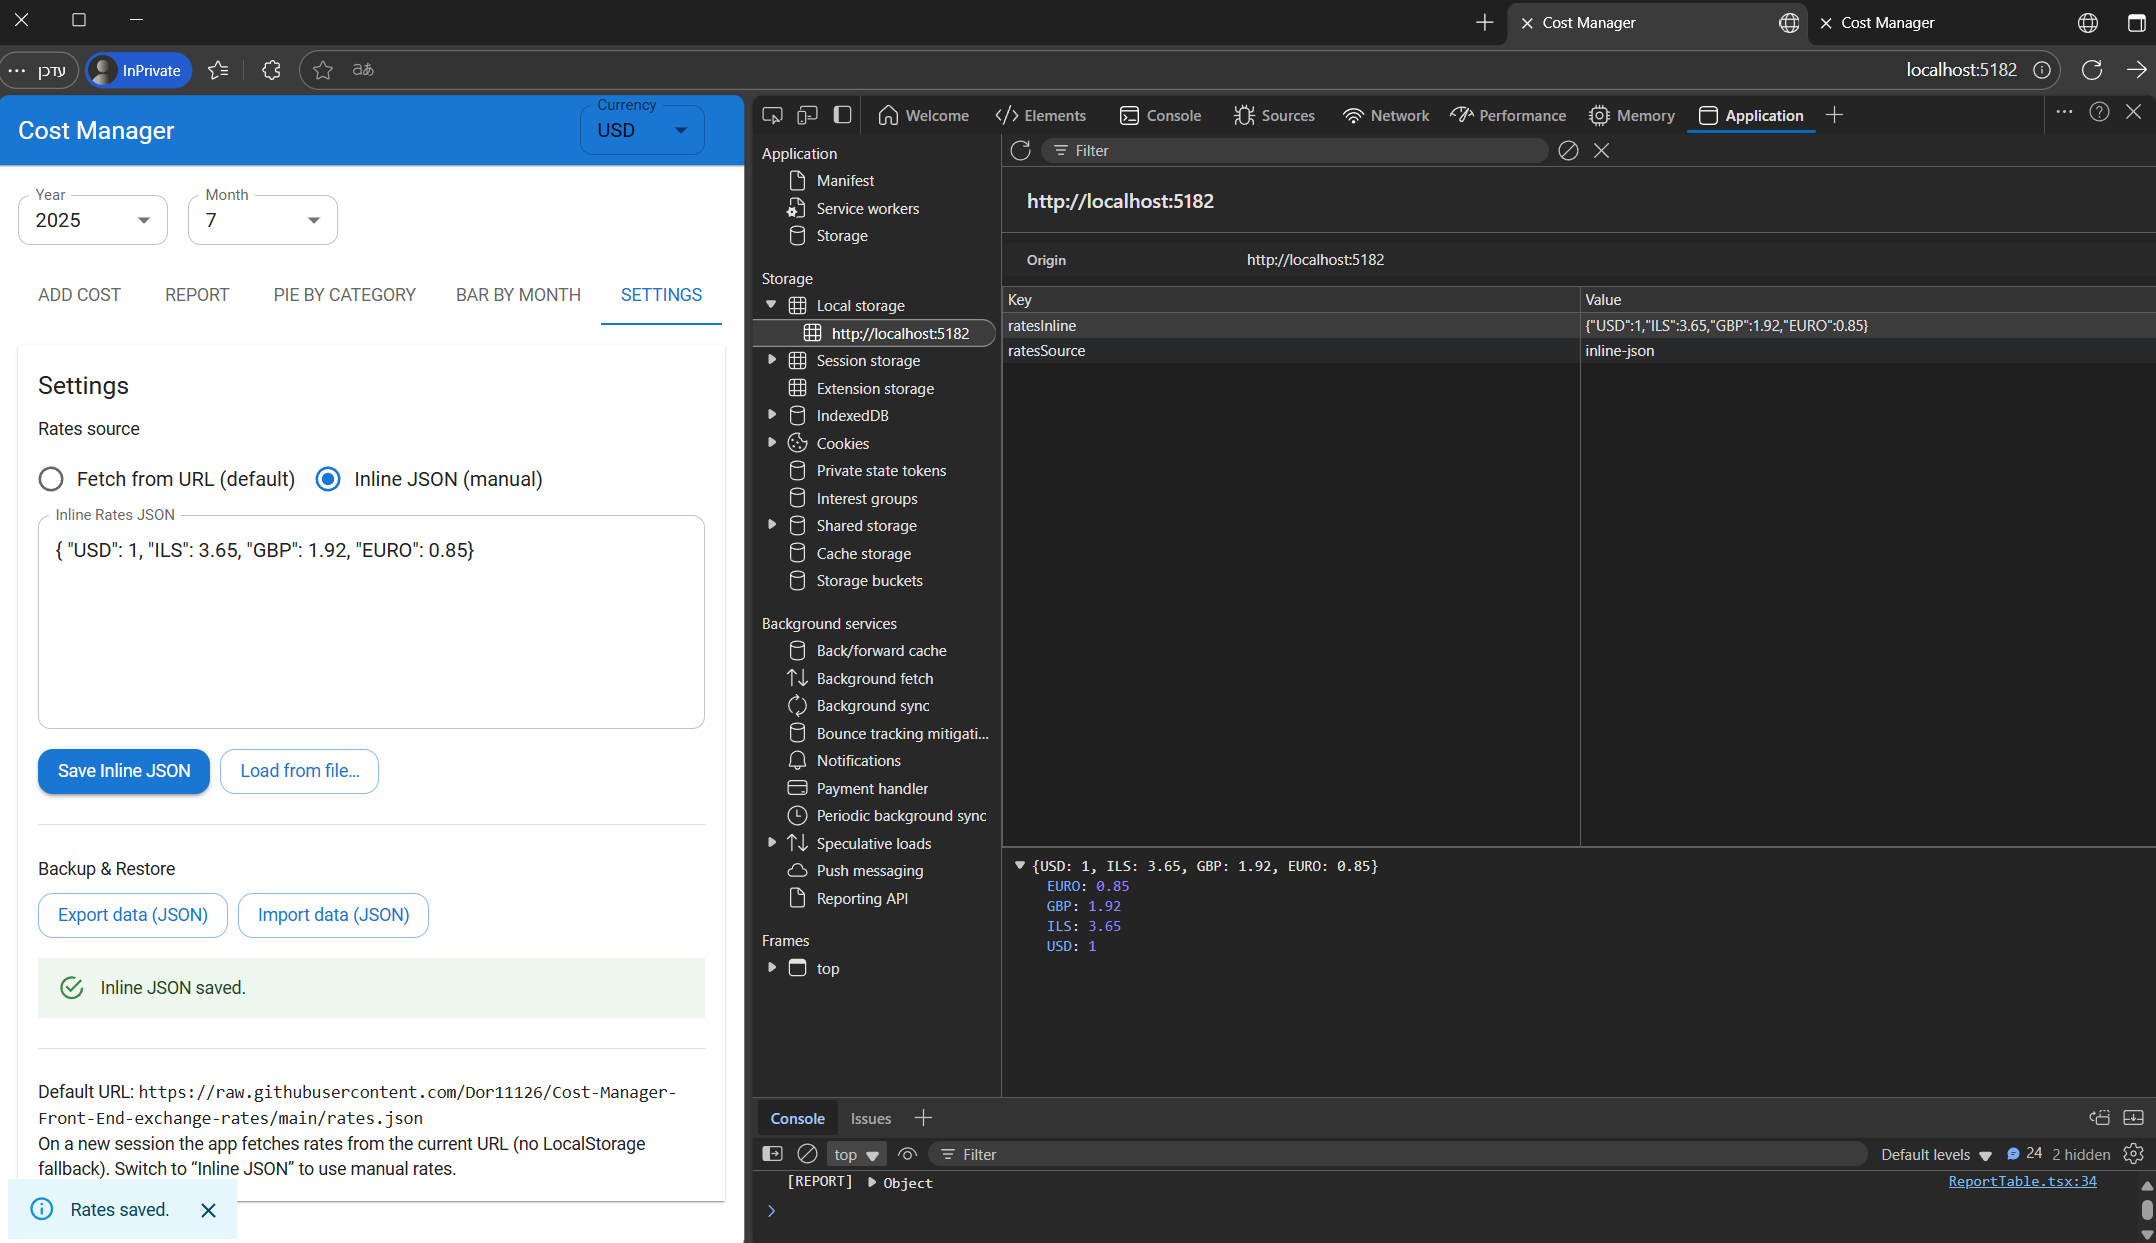 Cost Manager
Cost Manager
עדכן
InPrivate
aあ
localhost:5182
Cost Manager
Currency
USD
Year
2025
Month
7
ADD COST
REPORT
PIE BY CATEGORY
BAR BY MONTH
SETTINGS
Settings
Rates source
Fetch from URL (default)
Inline JSON (manual)
Inline Rates JSON
{ "USD": 1, "ILS": 3.65, "GBP": 1.92, "EURO": 0.85}
Save Inline JSON
Load from file...
Backup & Restore
Export data (JSON)
Import data (JSON)
Inline JSON saved.
Default URL: https://raw.githubusercontent.com/Dor11126/Cost-Manager-
Front-End-exchange-rates/main/rates.json
On a new session the app fetches rates from the current URL (no LocalStorage
fallback). Switch to “Inline JSON” to use manual rates.
Rates saved.
Welcome
Elements
Console
Sources
Network
Performance
Memory
Application
Application
Manifest
Service workers
Storage
Storage
Local storage
http://localhost:5182
Session storage
Extension storage
IndexedDB
Cookies
Private state tokens
Interest groups
Shared storage
Cache storage
Storage buckets
Background services
Back/forward cache
Background fetch
Background sync
Bounce tracking mitigati...
Notifications
Payment handler
Periodic background sync
Speculative loads
Push messaging
Reporting API
Frames
top
Filter
http://localhost:5182
Origin
http://localhost:5182
Key
Value
ratesInline
{"USD":1,"ILS":3.65,"GBP":1.92,"EURO":0.85}
ratesSource
inline-json
{USD: 1, ILS: 3.65, GBP: 1.92, EURO: 0.85}
EURO: 0.85
GBP: 1.92
ILS: 3.65
USD: 1
Console
Issues
top
Filter
Default levels
24
2 hidden
[REPORT]
Object
ReportTable.tsx:34